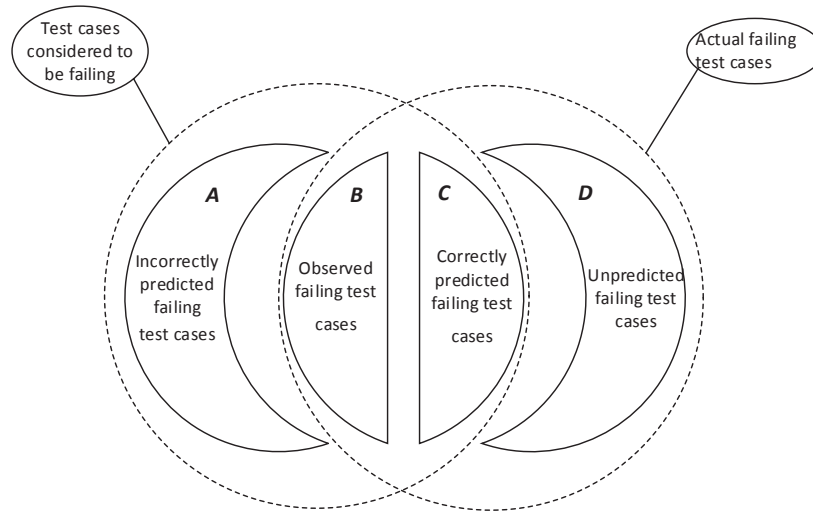 Test cases
considered to
be failing
Actual failing
test cases
A
B
C
D
Incorrectly
predicted
failing
test cases
Observed
failing test
cases
Correctly
predicted
failing test
cases
Unpredicted
failing test
cases